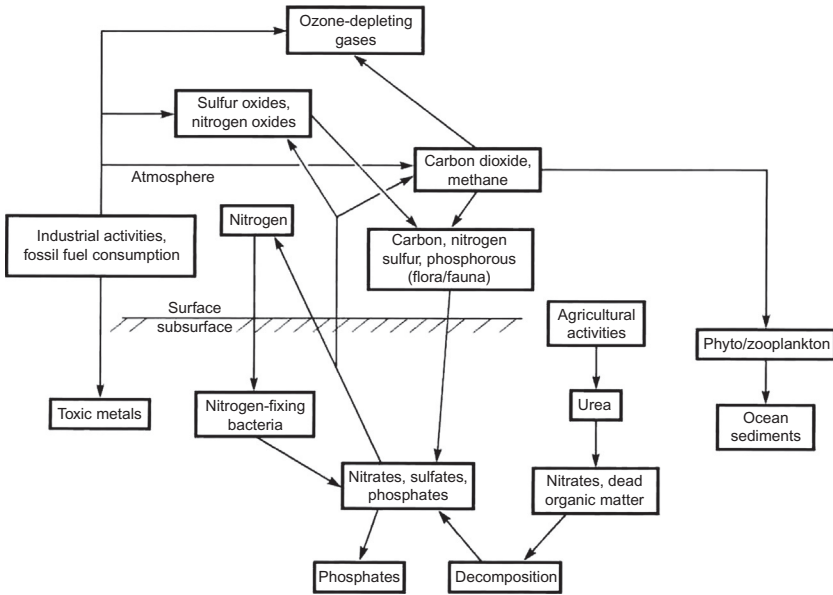 Ozone-depleting
gases
Sulfur oxides,
nitrogen oxides
Carbon dioxide,
methane
Atmosphere
Industrial activities,
fossil fuel consumption
Nitrogen
Carbon, nitrogen
sulfur, phosphorous
(flora/fauna)
Surface
subsurface
Agricultural
activities
Phyto/zooplankton
Toxic metals
Nitrogen-fixing
bacteria
Urea
Ocean
sediments
Nitrates, sulfates,
phosphates
Nitrates, dead
organic matter
Phosphates
Decomposition